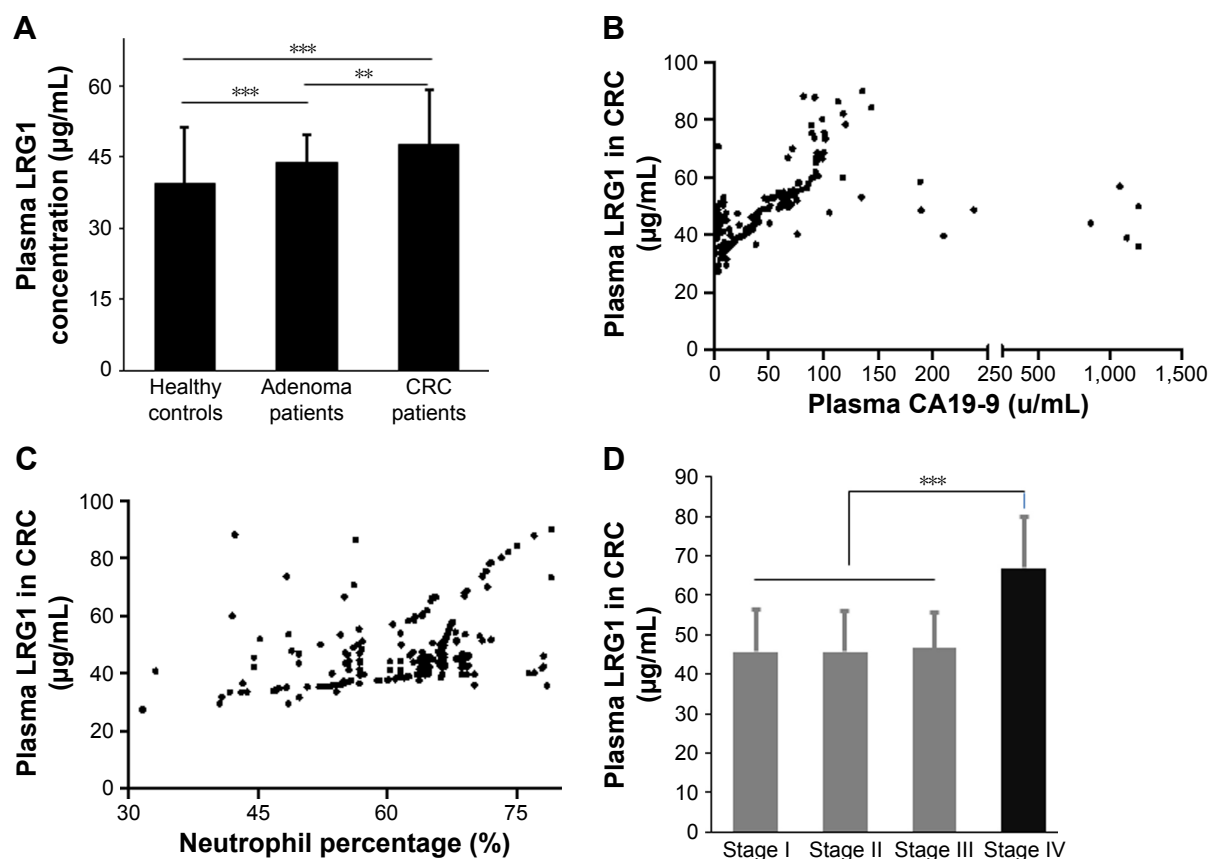 A
Plasma LRG1
concentration (µg/mL)
60
45
30
15
0
***
***
**
Healthy
controls
Adenoma
patients
CRC
patients
B
Plasma LRG1 in CRC
(µg/mL)
100
80
60
40
20
0
0 50 100 150 200 250 500 1,000 1,500
Plasma CA19-9 (u/mL)
C
Plasma LRG1 in CRC
(µg/mL)
100
80
60
40
20
0
30 45 60 75
Neutrophil percentage (%)
D
Plasma LRG1 in CRC
(µg/mL)
90
80
70
60
50
40
30
20
10
0
***
Stage I Stage II Stage III Stage IV